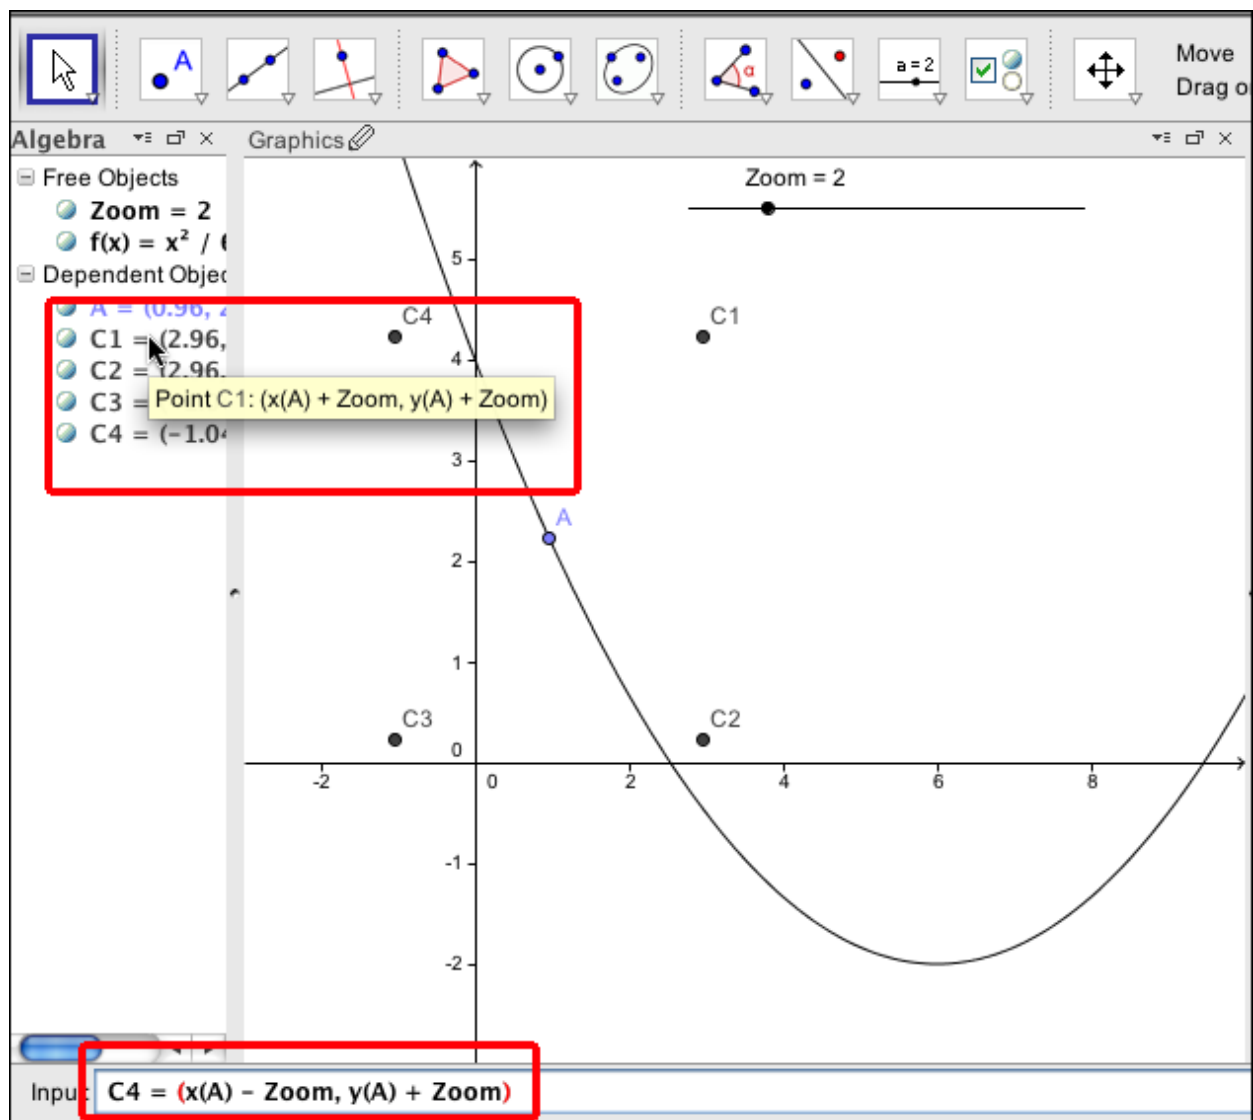 A
α
a = 2
Move
Drag o
Algebra
Graphics
Free Objects
Zoom = 2
f(x) = x² / 6
Dependent Objec
A = (0.96, 2
C1 = (2.96,
C2 = (2.96,
C3 =
C4 = (-1.04
Point C1: (x(A) + Zoom, y(A) + Zoom)
Zoom = 2
5
C4
C1
4
3
A
2
1
C3
C2
0
-2
0
2
4
6
8
-1
-2
Input
C4 = (x(A) – Zoom, y(A) + Zoom)